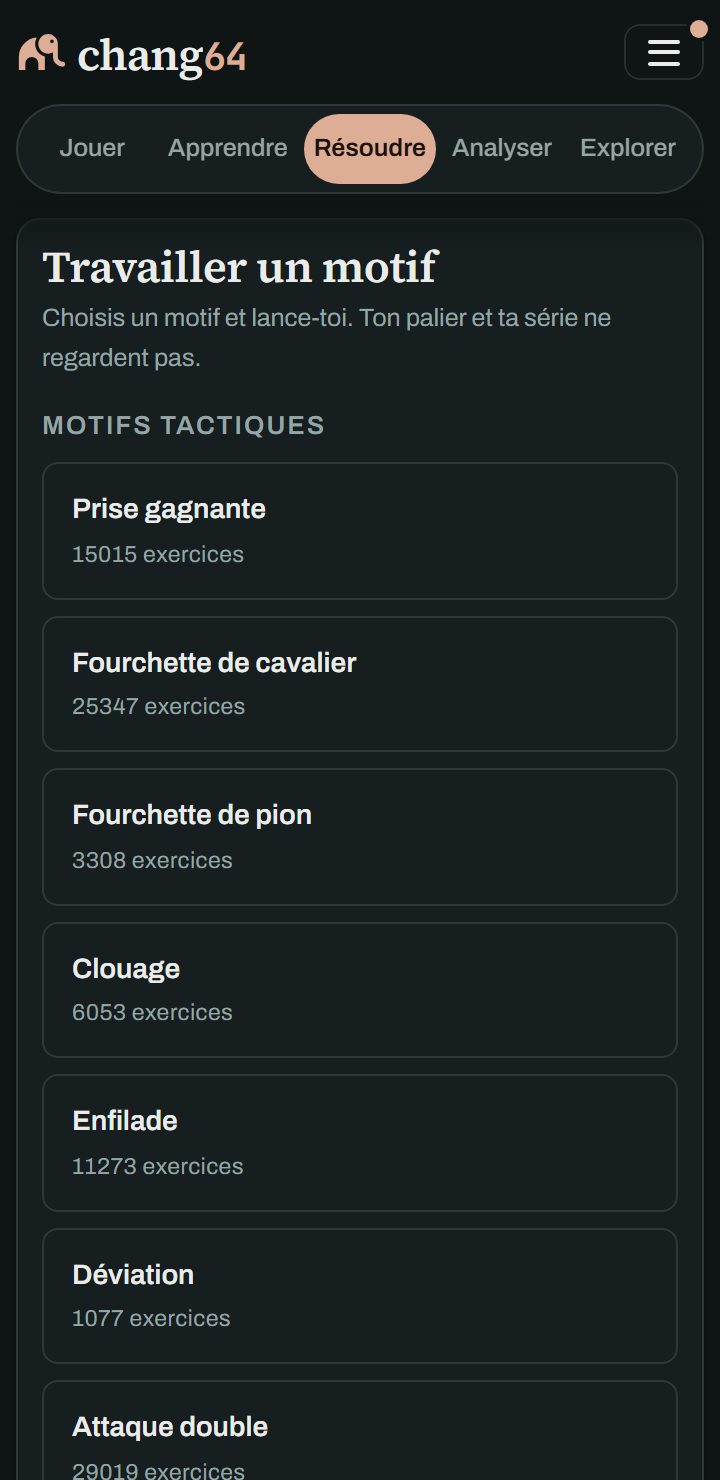 chang64
Jouer Apprendre Résoudre Analyser Explorer
Travailler un motif
Choisis un motif et lance-toi. Ton palier et ta série ne
regardent pas.
MOTIFS TACTIQUES
Prise gagnante
15015 exercices
Fourchette de cavalier
25347 exercices
Fourchette de pion
3308 exercices
Clouage
6053 exercices
Enfilade
11273 exercices
Déviation
1077 exercices
Attaque double
29019 exercices